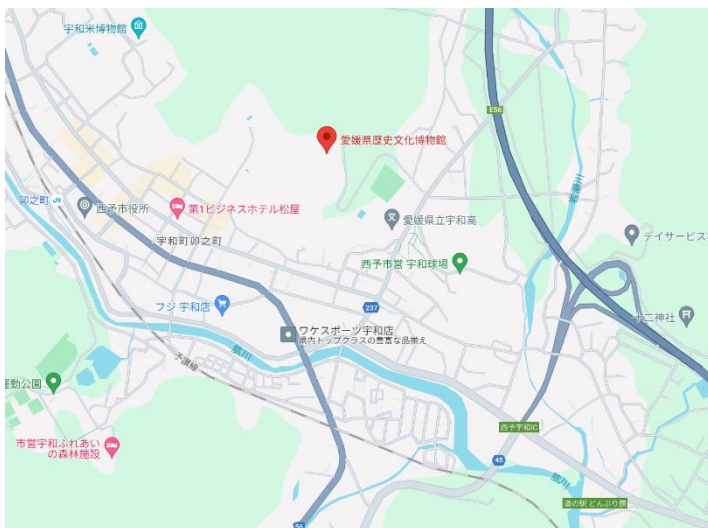 宇和米博物館
愛媛県歴史文化博物館
E56
三瓶線
卯之町
西予市役所
第1ビジネスホテル松屋
愛媛県立宇和高
デイサービス
宇和町卯之町
西予市営 宇和球場
フジ 宇和店
237
十二神社
ワケスポーツ宇和店
県内トップクラスの豊富な品揃え
肱川
予讃線
運動公園
西予宇和IC
市営宇和ふれあい
の森林施設
45
肱川
道の駅 どんぶり館
56